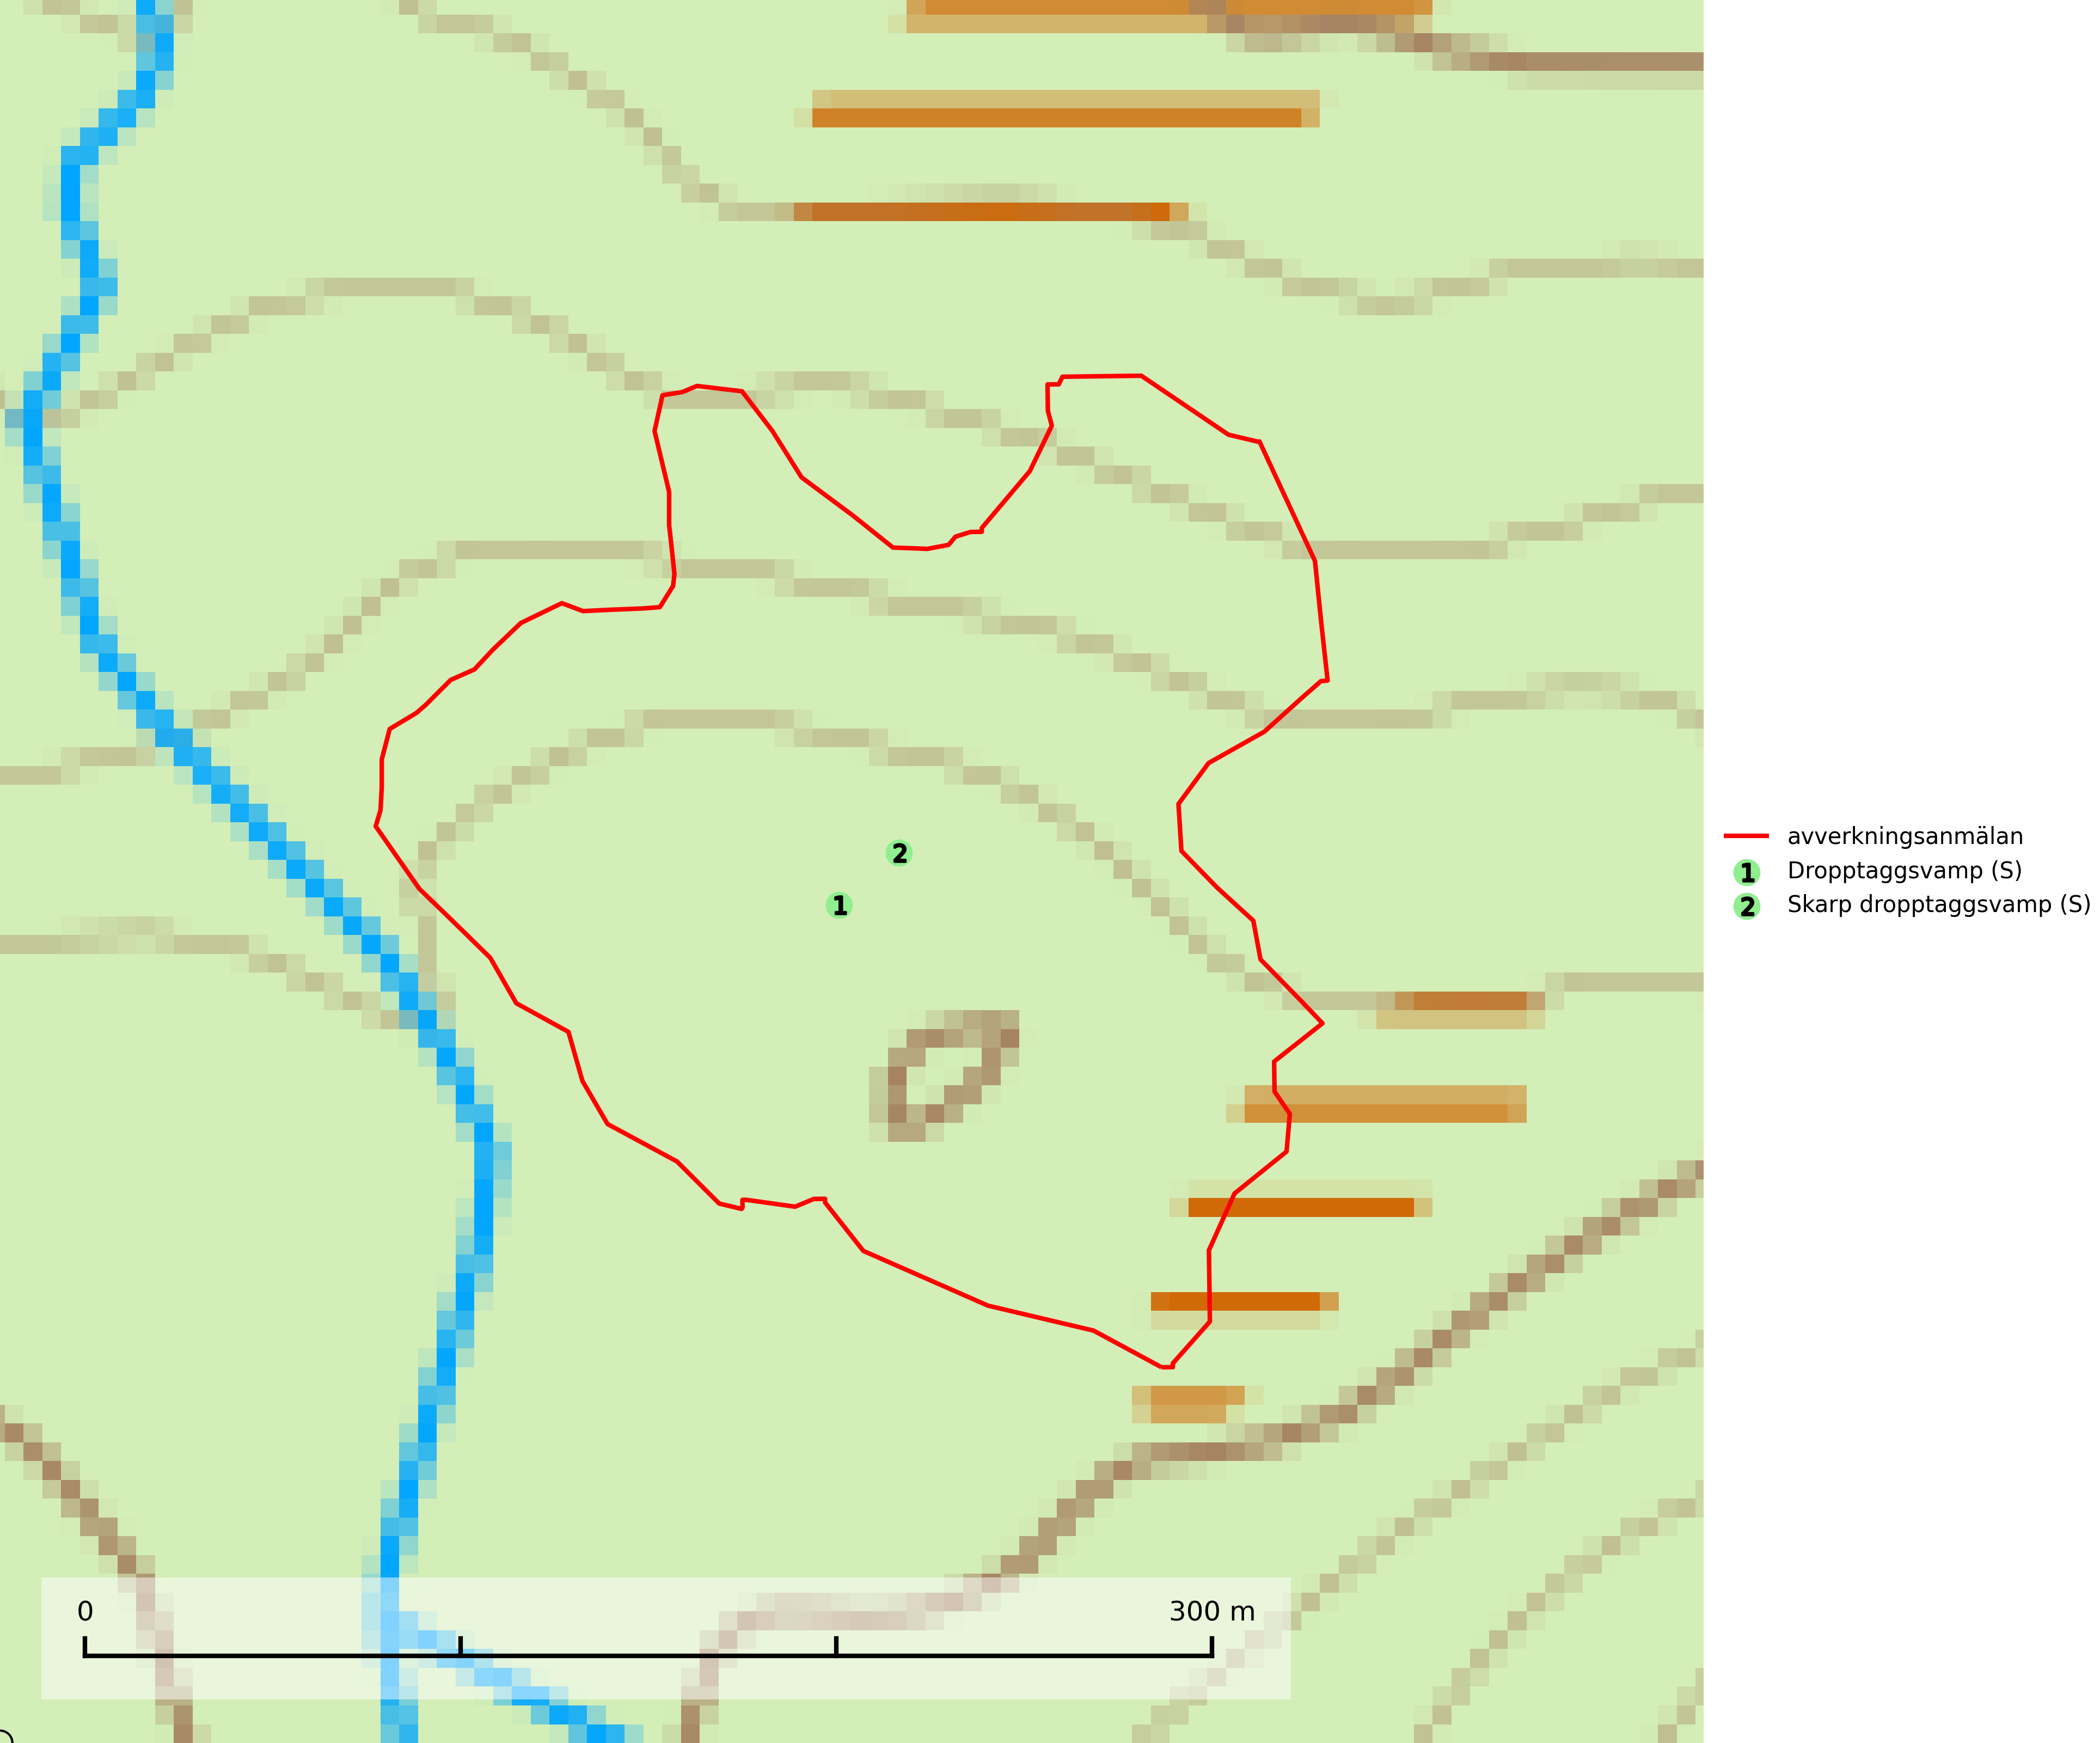 avverkningsanmälan
1 Dropptaggsvamp (S)
2 Skarp dropptaggsvamp (S)
2
1
0 300 m